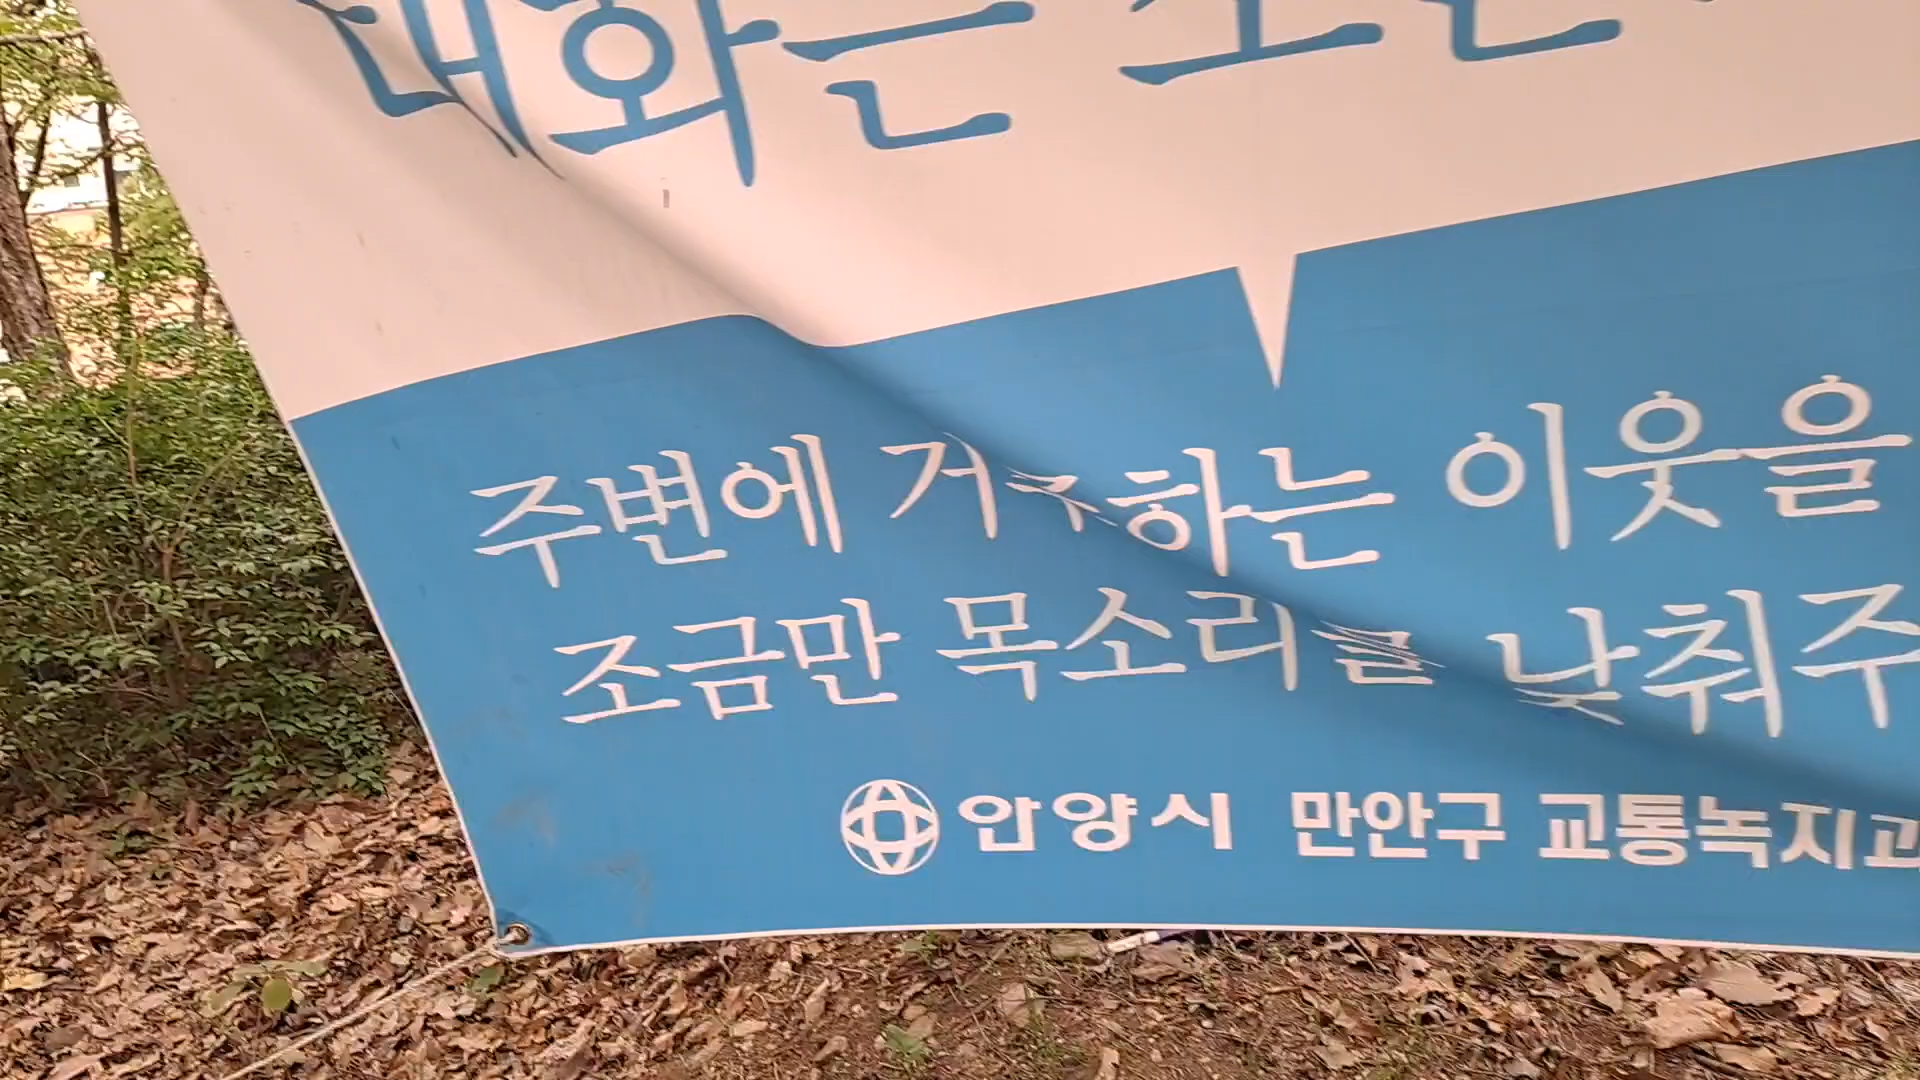 대화는
주변에 거주하는 이웃을
조금만 목소리를 낮춰주
안양시 만안구 교통녹지과